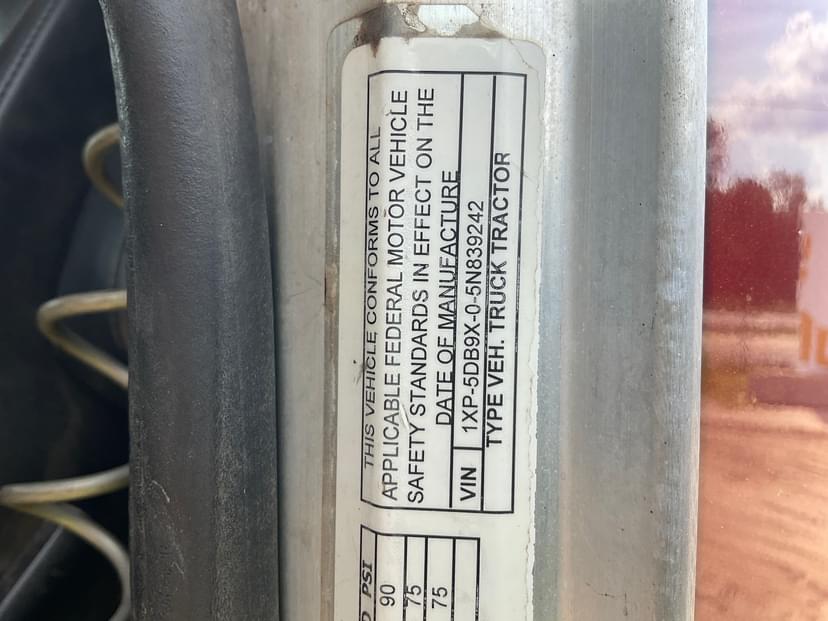 THIS VEHICLE CONFORMS TO ALL
APPLICABLE FEDERAL MOTOR VEHICLE
SAFETY STANDARDS IN EFFECT ON THE
DATE OF MANUFACTURE
VIN 1XP-5DB9X-0-5N839242
TYPE VEH. TRUCK TRACTOR
PSI
90
75
75